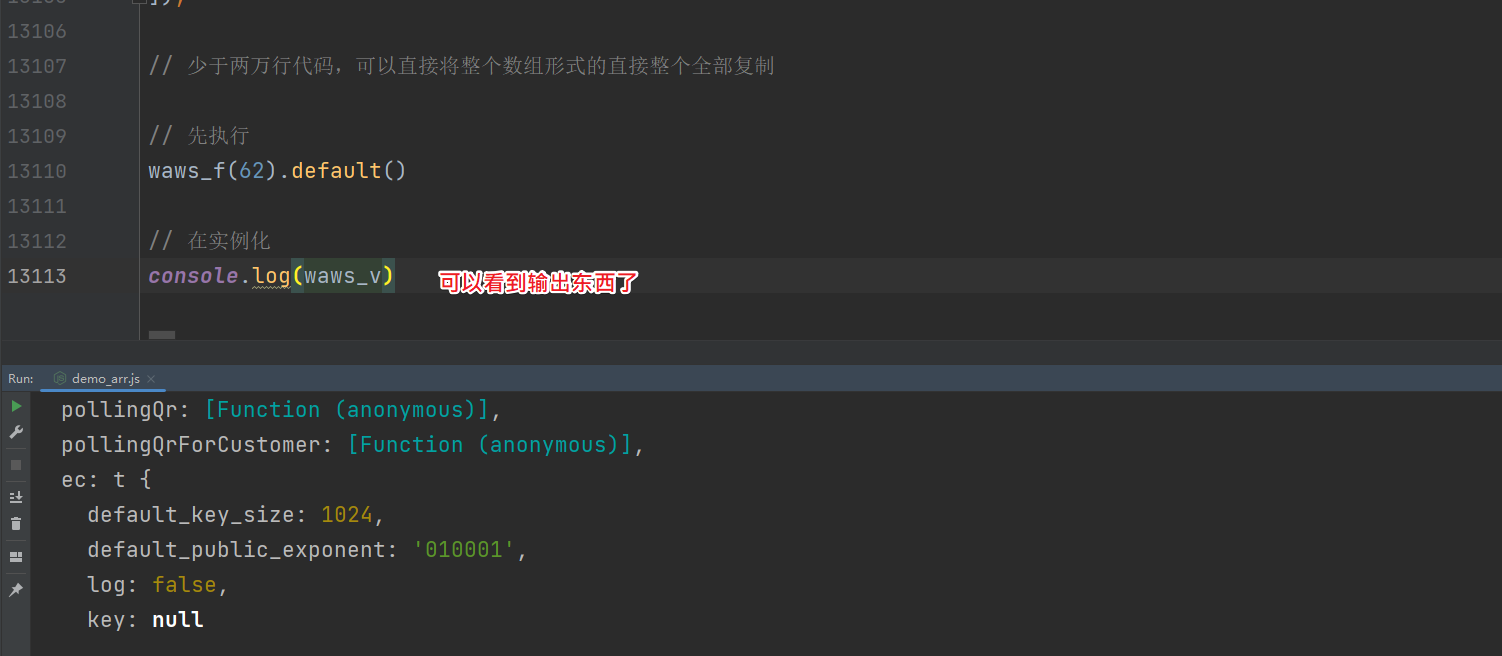 13106
13107 // 少于两万行代码，可以直接将整个数组形式的直接整个全部复制
13108
13109 // 先执行
13110 waws_f(62).default()
13111
13112 // 在实例化
13113 console.log(waws_v) 可以看到输出东西了
Run: demo_arr.js
pollingQr: [Function (anonymous)],
pollingQrForCustomer: [Function (anonymous)],
ec: t {
default_key_size: 1024,
default_public_exponent: '010001',
log: false,
key: null